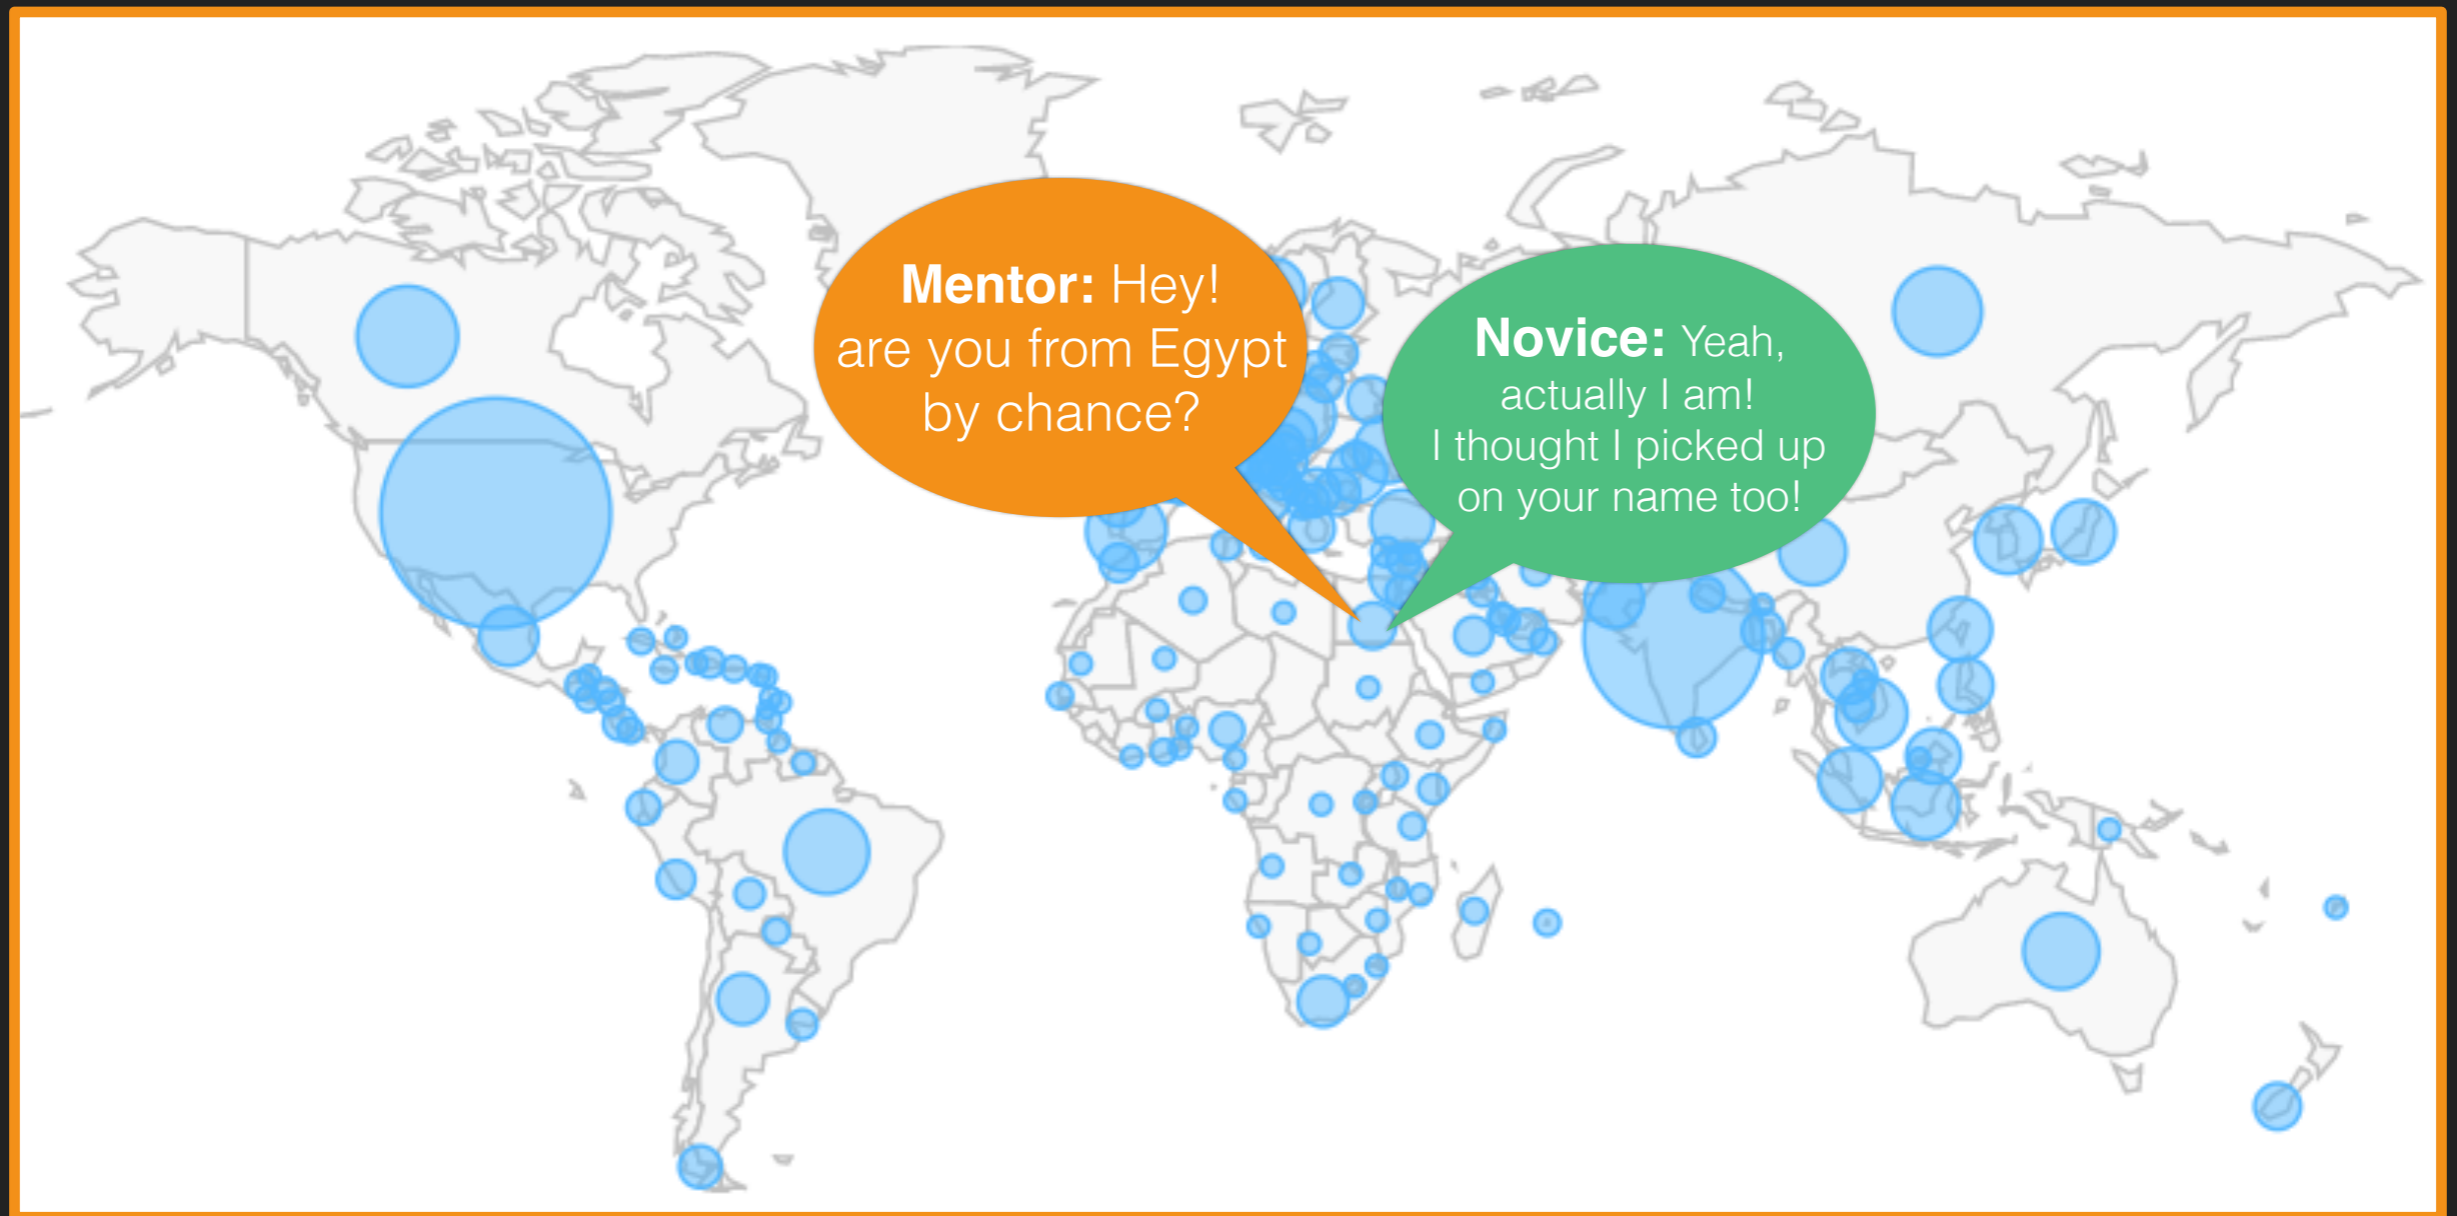 Mentor: Hey!
are you from Egypt
by chance?
Novice: Yeah,
actually I am!
I thought I picked up
on your name too!